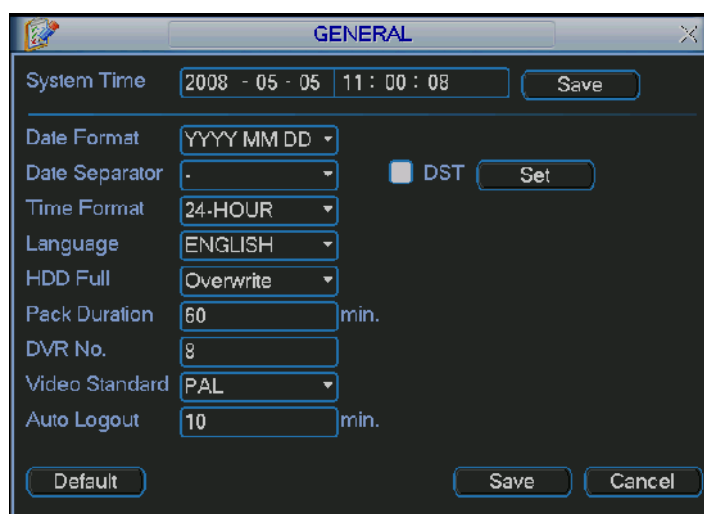 GENERAL
System Time 2008 - 05 - 05 11 : 00 : 08 Save
Date Format YYYY MM DD
Date Separator - DST Set
Time Format 24-HOUR
Language ENGLISH
HDD Full Overwrite
Pack Duration 60 min.
DVR No. 8
Video Standard PAL
Auto Logout 10 min.
Default Save Cancel